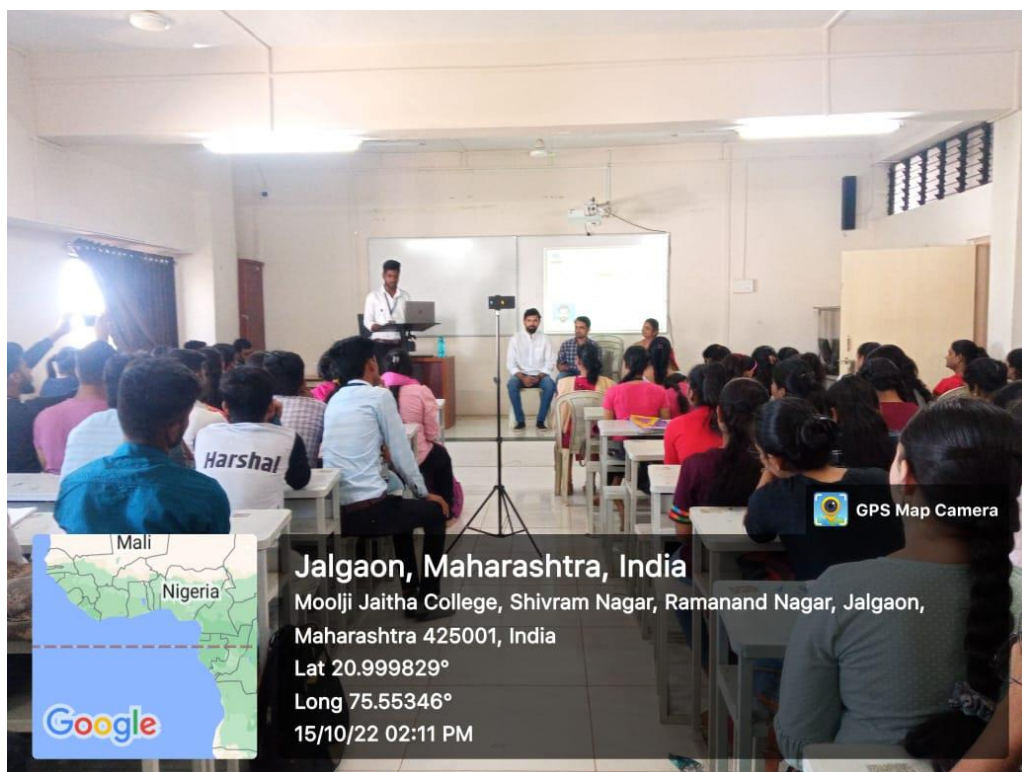 Harshal
GPS Map Camera
Mali
Nigeria
Google
Jalgaon, Maharashtra, India
Moolji Jaitha College, Shivram Nagar, Ramanand Nagar, Jalgaon,
Maharashtra 425001, India
Lat 20.999829°
Long 75.55346°
15/10/22 02:11 PM